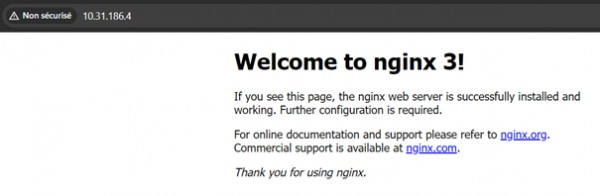 Non sécurisé 10.31.186.4
Welcome to nginx 3!
If you see this page, the nginx web server is successfully installed and
working. Further configuration is required.
For online documentation and support please refer to nginx.org.
Commercial support is available at nginx.com.
Thank you for using nginx.